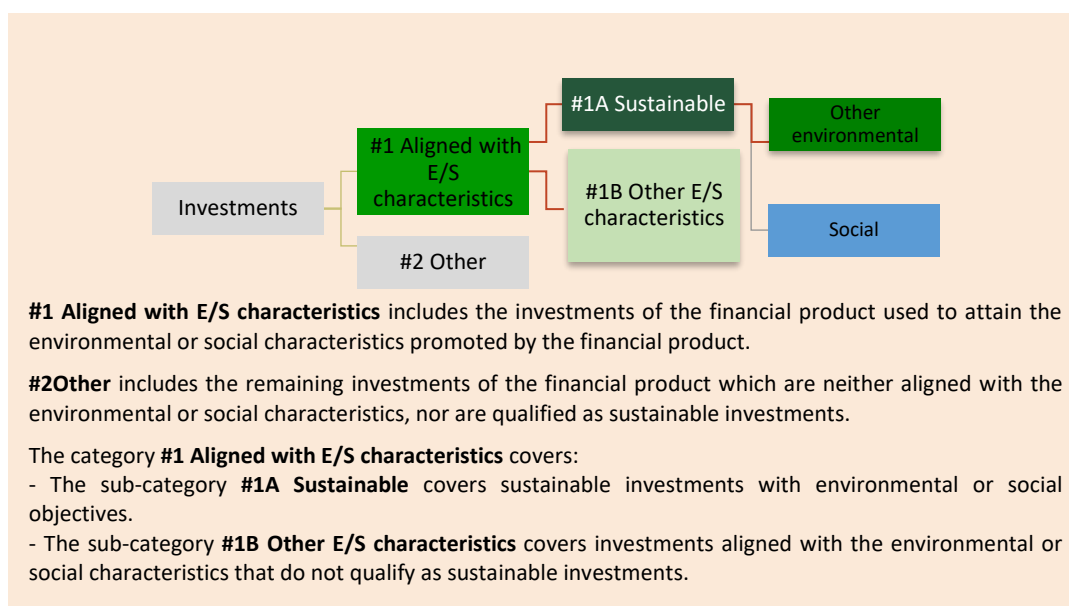 Investments
#1 Aligned with
E/S
characteristics
#2 Other
#1A Sustainable
#1B Other E/S
characteristics
Other
environmental
Social
#1 Aligned with E/S characteristics includes the investments of the financial product used to attain the
environmental or social characteristics promoted by the financial product.
#2Other includes the remaining investments of the financial product which are neither aligned with the
environmental or social characteristics, nor are qualified as sustainable investments.
The category #1 Aligned with E/S characteristics covers:
- The sub-category #1A Sustainable covers sustainable investments with environmental or social
objectives.
- The sub-category #1B Other E/S characteristics covers investments aligned with the environmental or
social characteristics that do not qualify as sustainable investments.